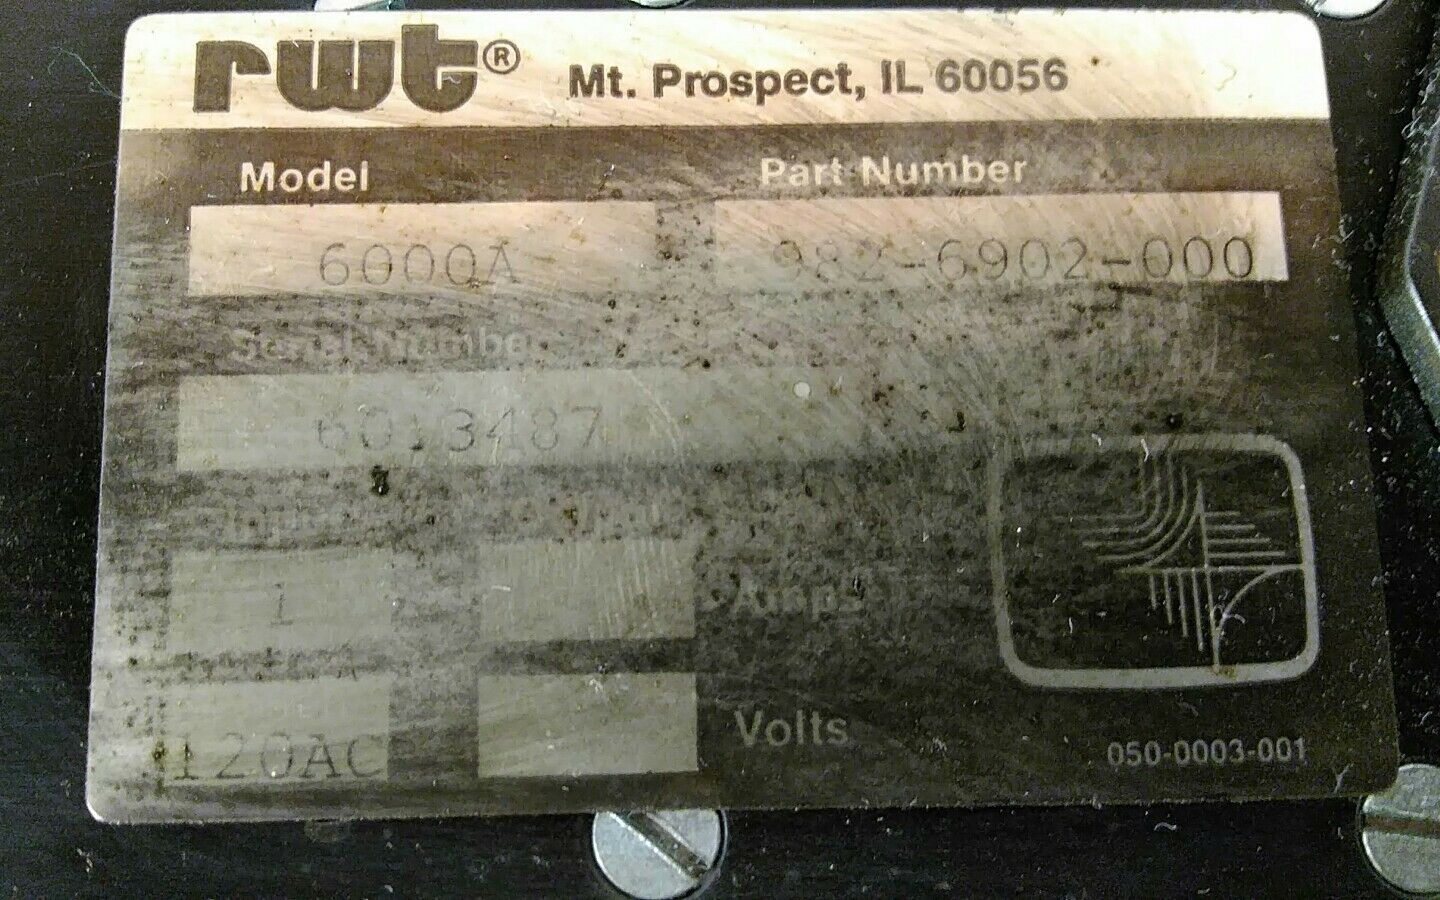 rwt® Mt. Prospect, IL 60056
Model Part Number
6000A 982-6902-000
Serial Number
6013487
Input
1 Amps
120AC Volts
050-0003-001